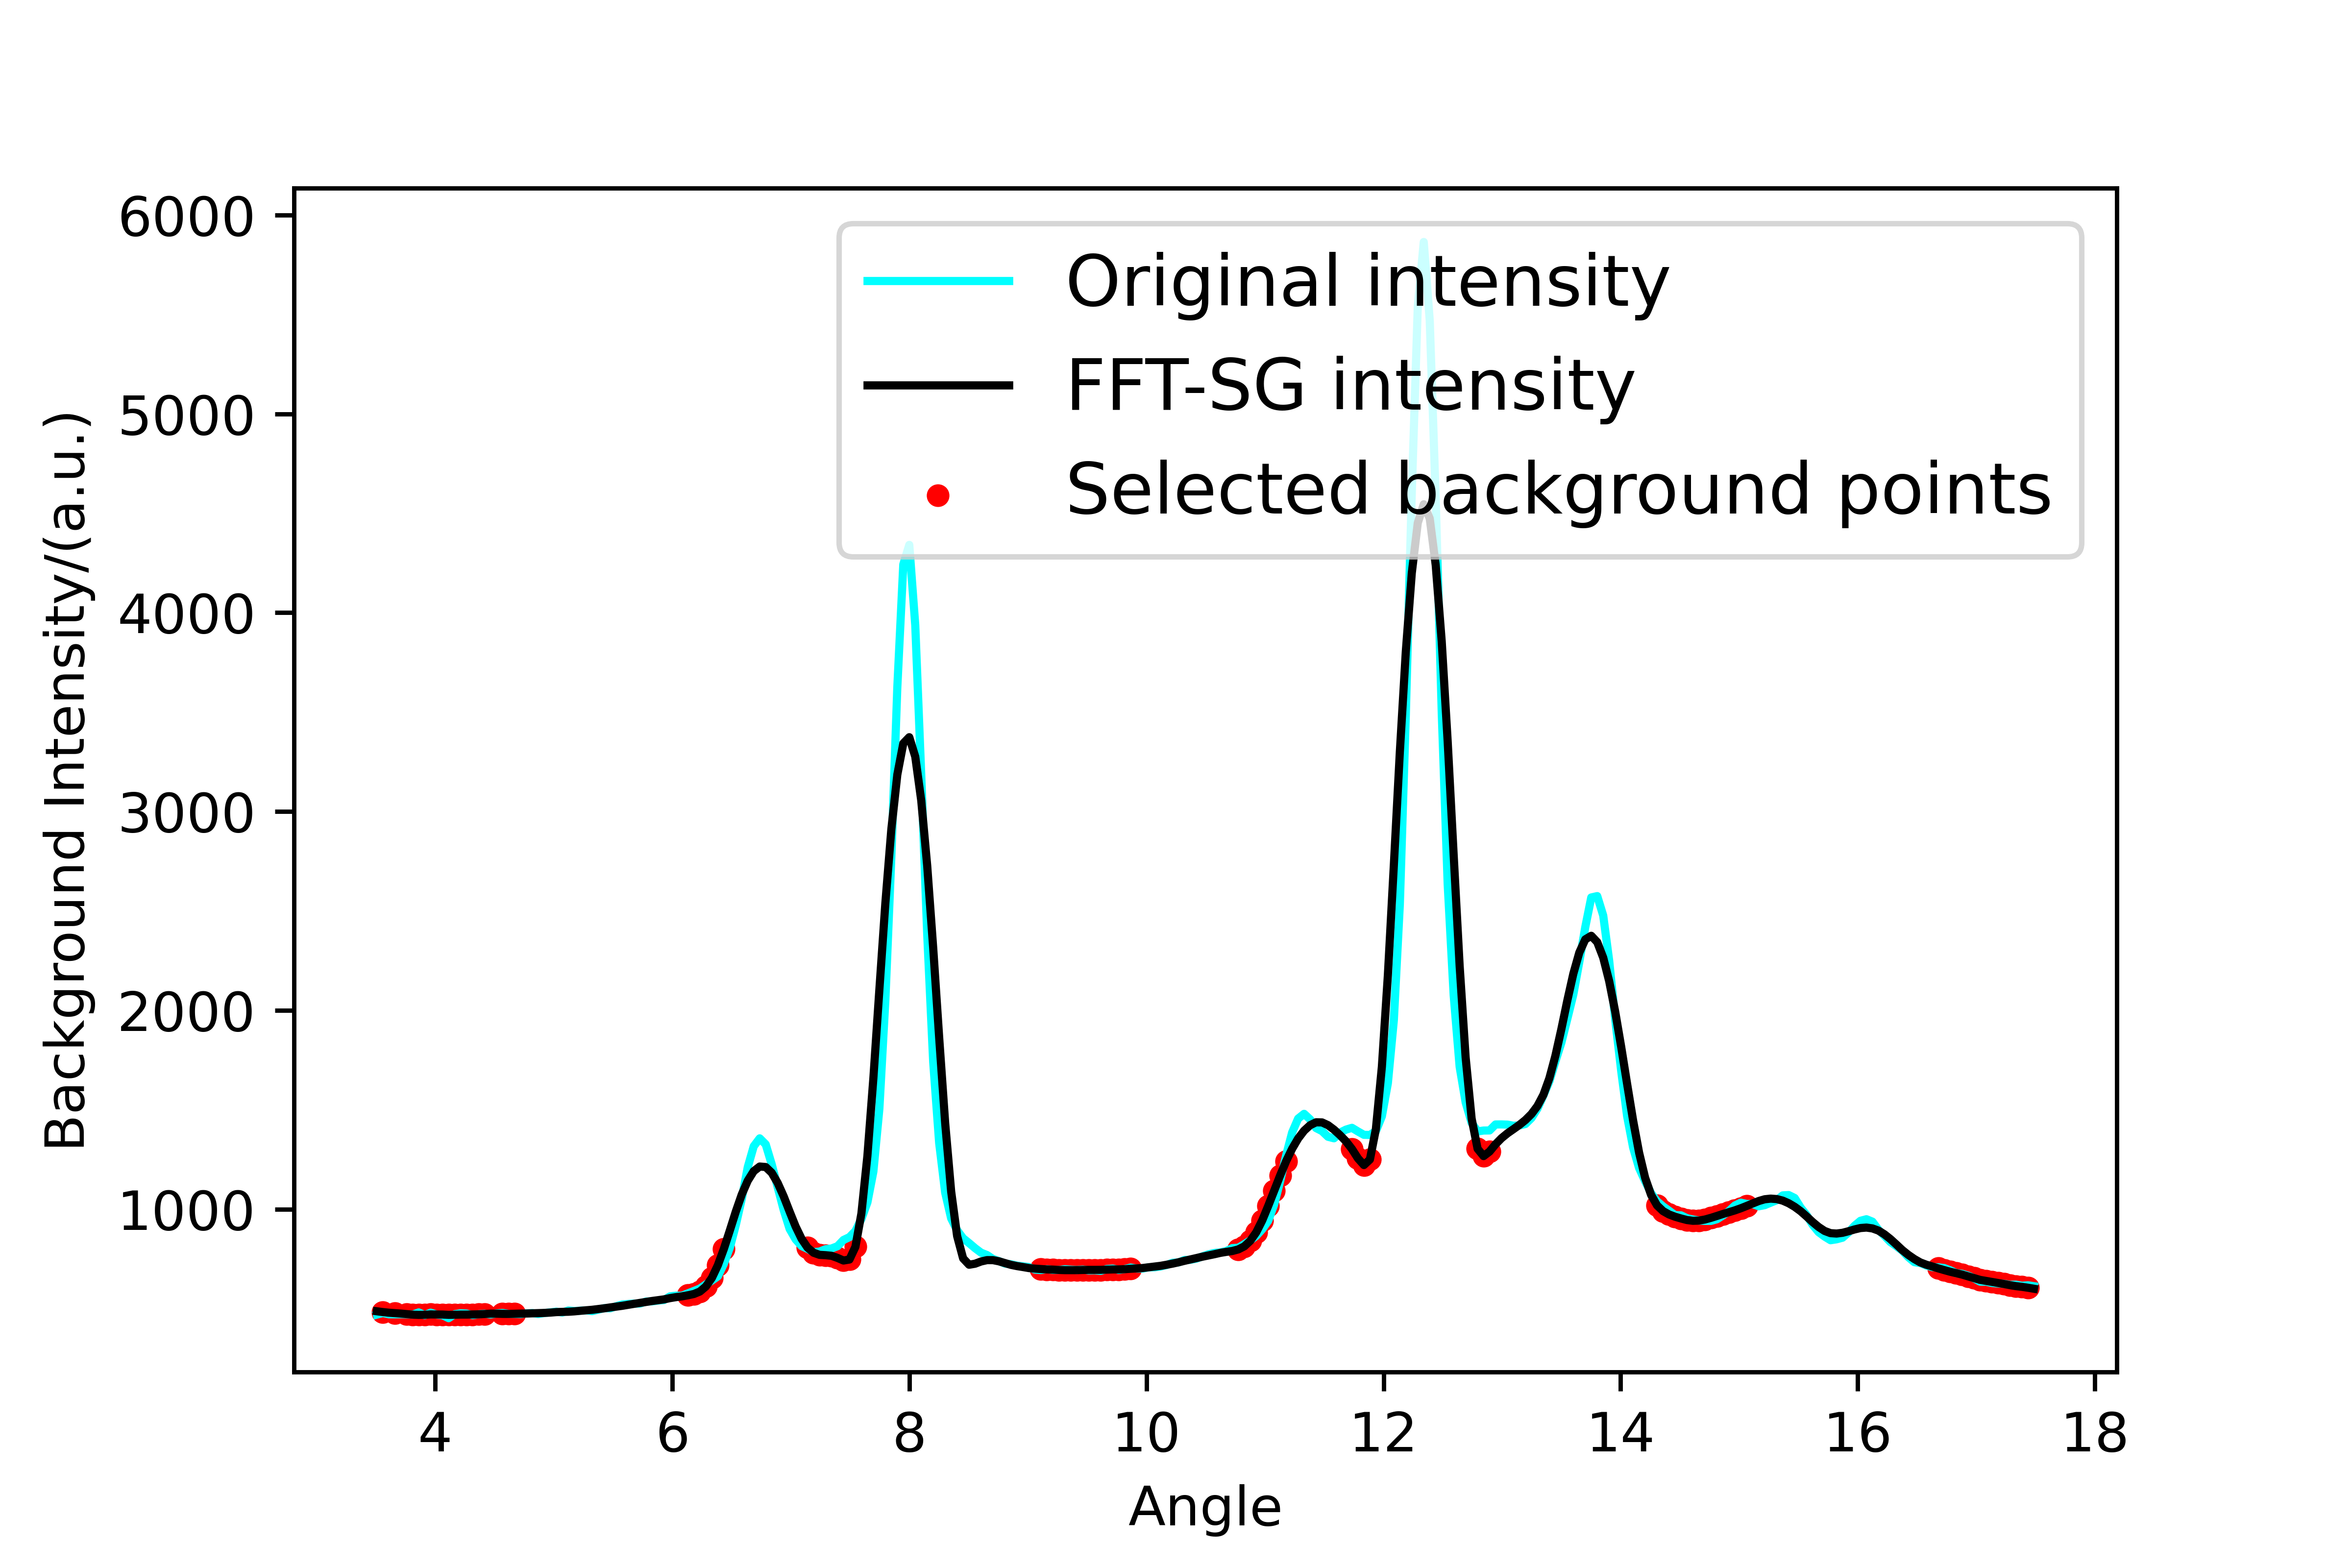 Original intensity
FFT-SG intensity
Selected background points
Background Intensity/(a.u.)
6000
5000
4000
3000
2000
1000
4 6 8 10 12 14 16 18
Angle